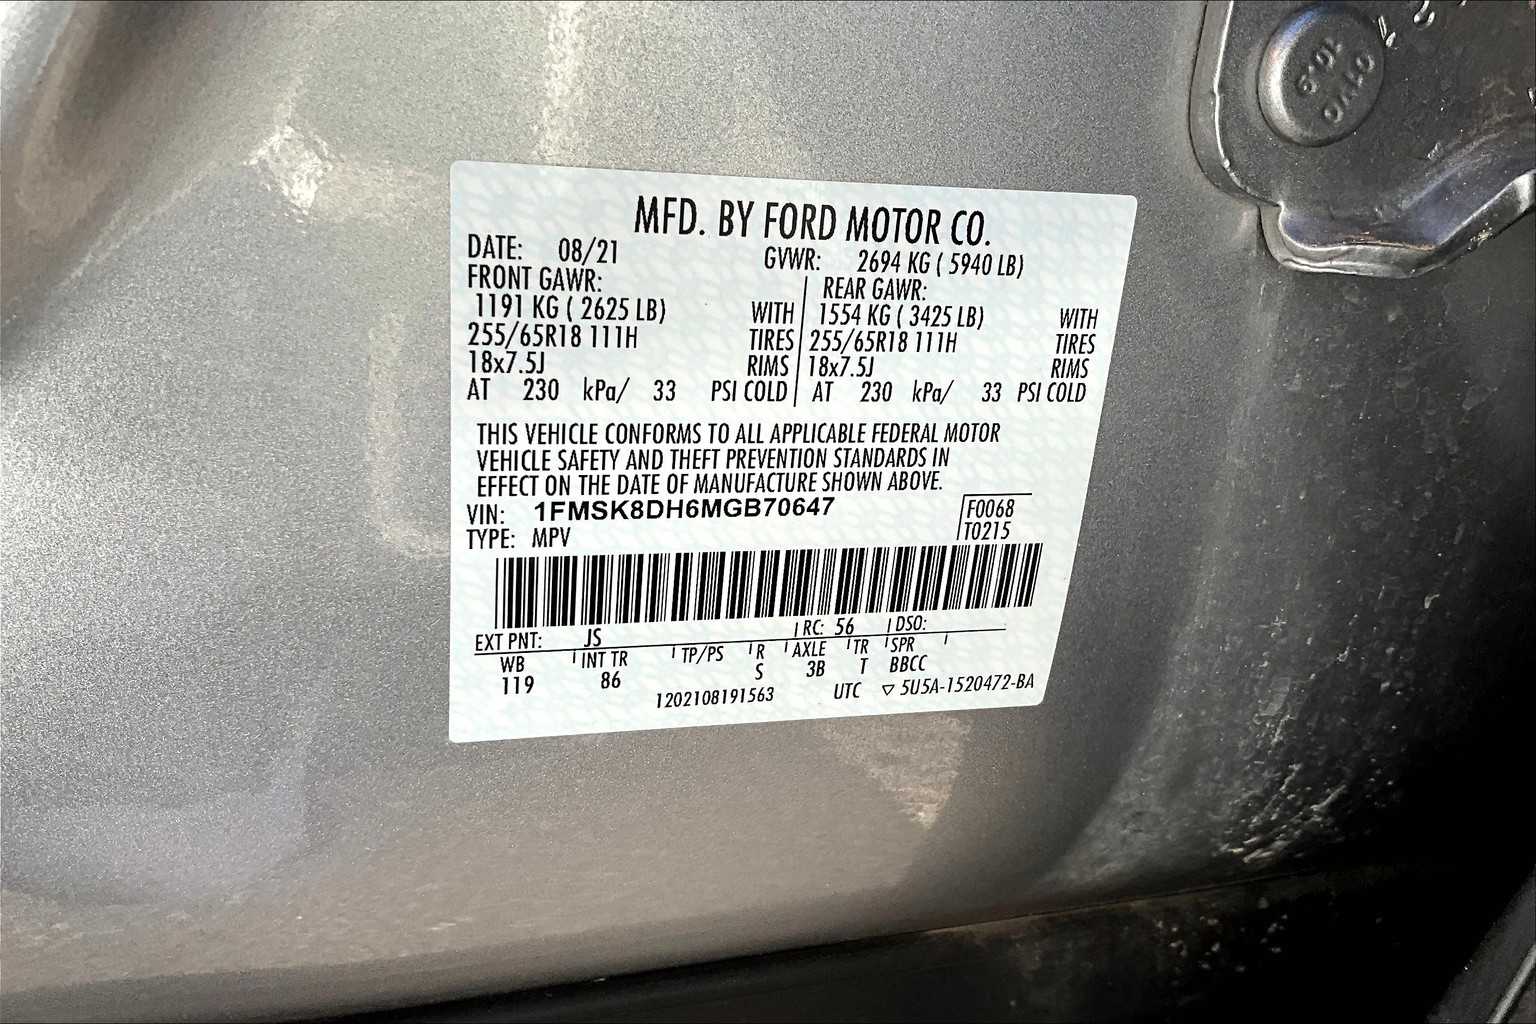 MFD. BY FORD MOTOR CO.
DATE: 08/21 GVWR: 2694 KG ( 5940 LB)
FRONT GAWR: REAR GAWR:
1191 KG ( 2625 LB) WITH 1554 KG ( 3425 LB) WITH
255/65R18 111H TIRES 255/65R18 111H TIRES
18x7.5J RIMS 18x7.5J RIMS
AT 230 kPa/ 33 PSI COLD AT 230 kPa/ 33 PSI COLD
THIS VEHICLE CONFORMS TO ALL APPLICABLE FEDERAL MOTOR
VEHICLE SAFETY AND THEFT PREVENTION STANDARDS IN
EFFECT ON THE DATE OF MANUFACTURE SHOWN ABOVE.
VIN: 1FMSK8DH6MGB70647 F0068
TYPE: MPV T0215
EXT PNT: JS RC: 56 DSO:
WB INT TR TP/PS R AXLE TR SPR
119 86 S 3B T BBCC
1202108191563 UTC ▽ 5U5A-1520472-BA
10.9